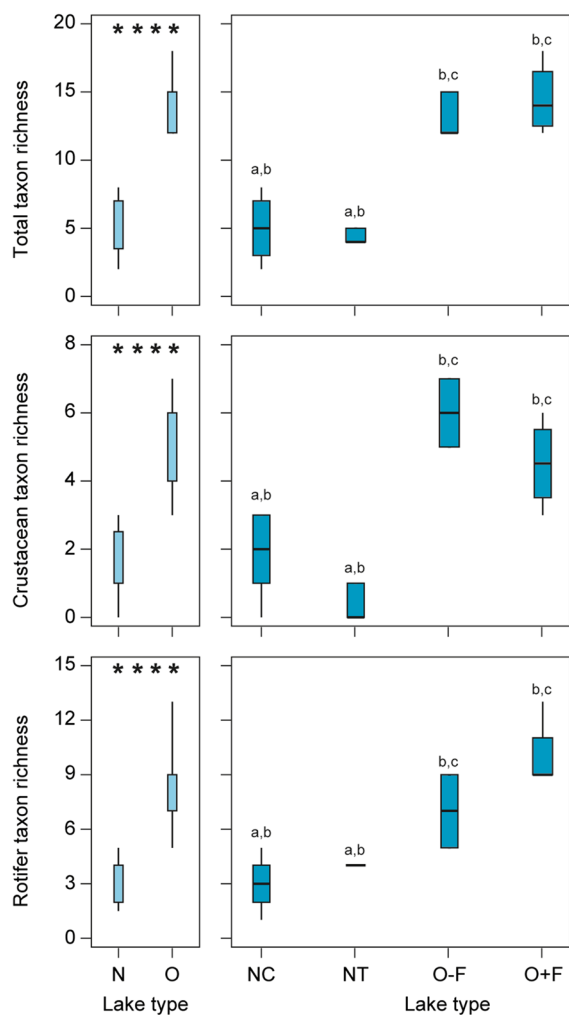 Total taxon richness
20
15
10
5
0
* * * *
a,b
a,b
b,c
b,c
Crustacean taxon richness
8
6
4
2
0
* * * *
a,b
a,b
b,c
b,c
Rotifer taxon richness
15
12
9
6
3
0
* * * *
a,b
a,b
b,c
b,c
N O NC NT O-F O+F
Lake type Lake type